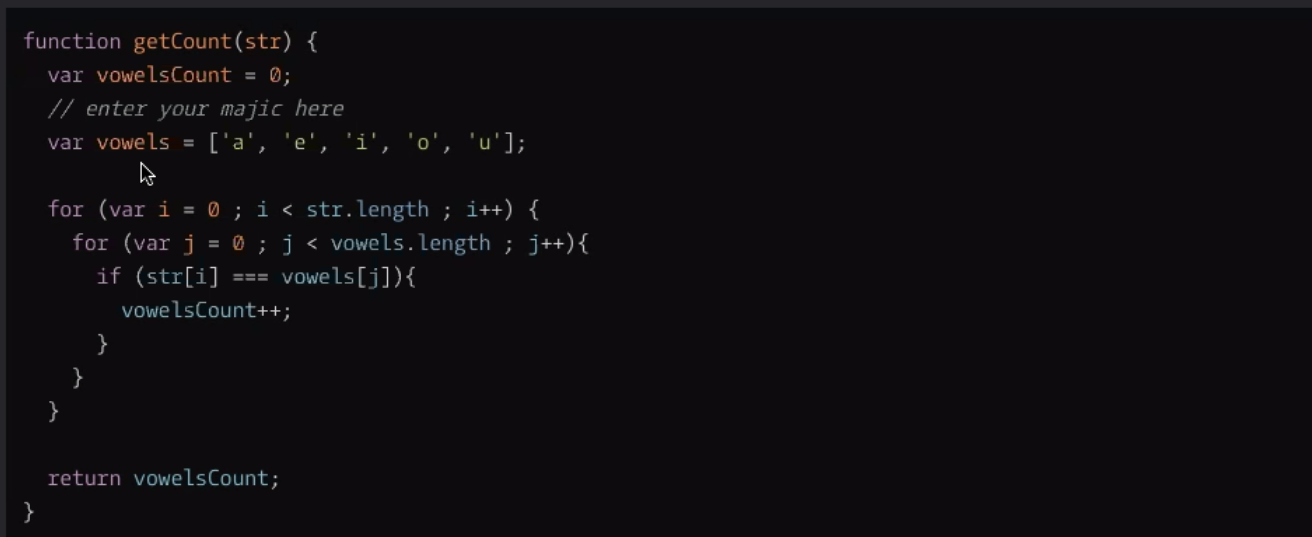 function getCount(str) {
  var vowelsCount = 0;
  // enter your majic here
  var vowels = ['a', 'e', 'i', 'o', 'u'];
  for (var i = 0 ; i < str.length ; i++) {
    for (var j = 0 ; j < vowels.length ; j++){
      if (str[i] === vowels[j]){
        vowelsCount++;
      }
    }
  }
  return vowelsCount;
}